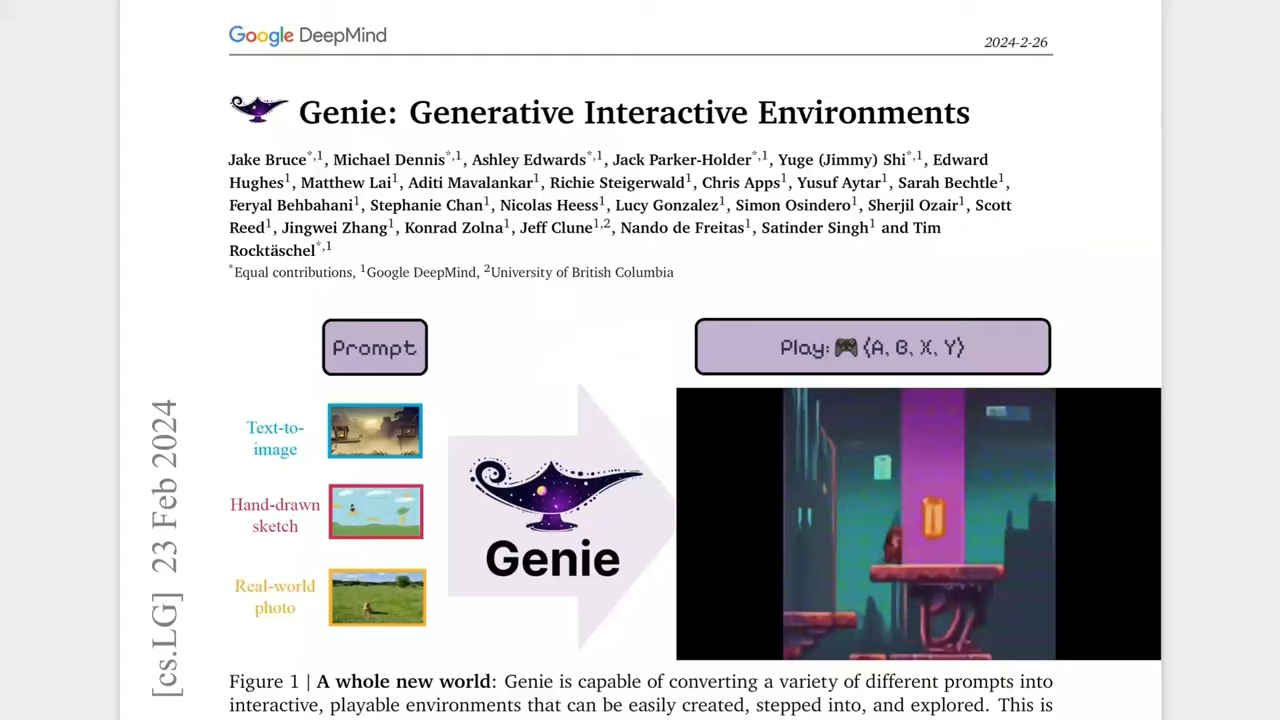 Google DeepMind
2024-2-26
Genie: Generative Interactive Environments
Jake Bruce*,1, Michael Dennis*,1, Ashley Edwards*,1, Jack Parker-Holder*,1, Yuge (Jimmy) Shi*,1, Edward
Hughes1, Matthew Lai1, Aditi Mavalankar1, Richie Steigerwald1, Chris Apps1, Yusuf Aytar1, Sarah Bechtle1,
Feryal Behbahani1, Stephanie Chan1, Nicolas Heess1, Lucy Gonzalez1, Simon Osindero1, Sherjil Ozair1, Scott
Reed1, Jingwei Zhang1, Konrad Zolna1, Jeff Clune1,2, Nando de Freitas1, Satinder Singh1 and Tim
Rocktäschel*,1
*Equal contributions, 1Google DeepMind, 2University of British Columbia
Prompt
Play: 🎮 {A, B, X, Y}
Text-to-
image
Hand-drawn
sketch
Real-world
photo
Genie
[cs.LG] 23 Feb 2024
Figure 1 | A whole new world: Genie is capable of converting a variety of different prompts into
interactive, playable environments that can be easily created, stepped into, and explored. This is